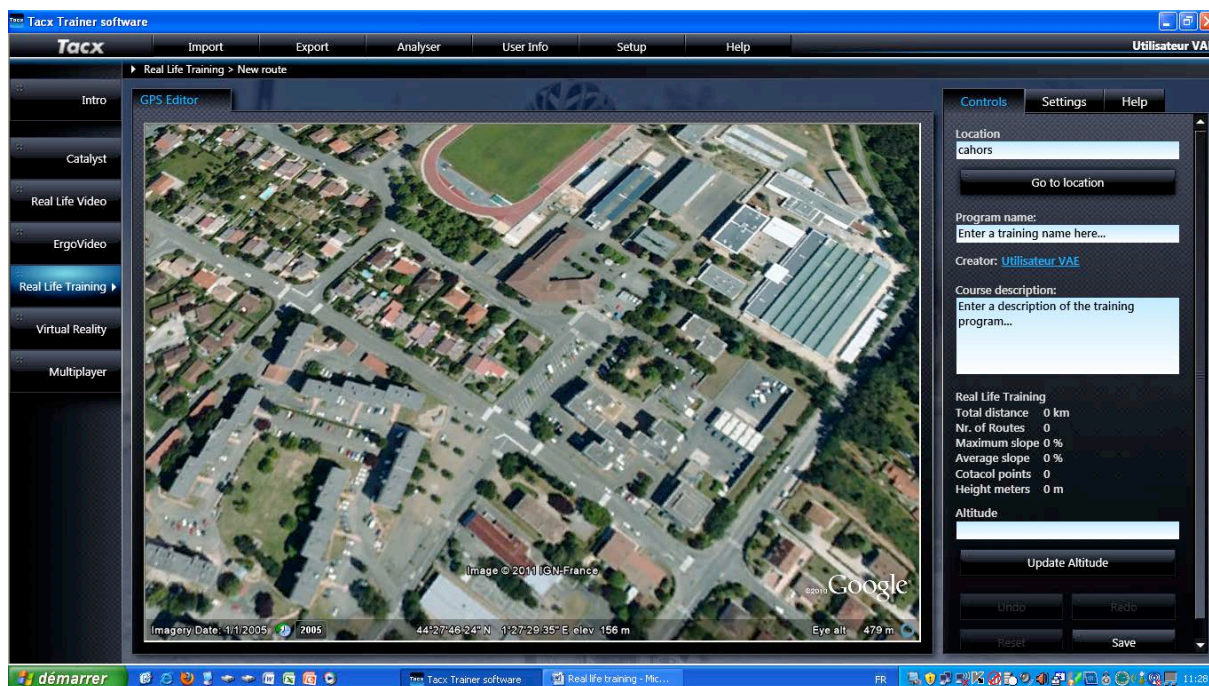 Tacx Trainer software
Tacx Import Export Analyser User Info Setup Help Utilisateur VA
Real Life Training > New route
Intro
Catalyst
Real Life Video
ErgoVideo
Real Life Training
Virtual Reality
Multiplayer
GPS Editor
Image © 2011 IGN-France
©2010 Google
Imagery Date: 1/1/2005 2005 44°27'46.24" N 1°27'29.35" E elev 156 m Eye alt 479 m
Controls Settings Help
Location
cahors
Go to location
Program name:
Enter a training name here...
Creator: Utilisateur VAE
Course description:
Enter a description of the training
program...
Real Life Training
Total distance 0 km
Nr. of Routes 0
Maximum slope 0 %
Average slope 0 %
Cotacol points 0
Height meters 0 m
Altitude
Update Altitude
Undo Redo
Reset Save
démarrer Tacx Trainer software Real life training - Mic... FR 11:28